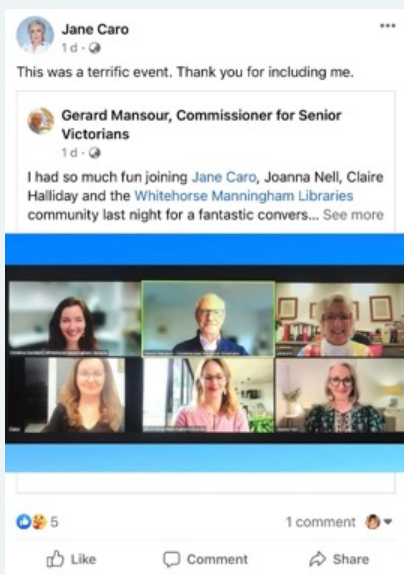 Jane Caro
1 d
This was a terrific event. Thank you for including me.
Gerard Mansour, Commissioner for Senior
Victorians
1 d
I had so much fun joining Jane Caro, Joanna Nell, Claire
Halliday and the Whitehorse Manningham Libraries
community last night for a fantastic convers... See more
5
1 comment
Like
Comment
Share